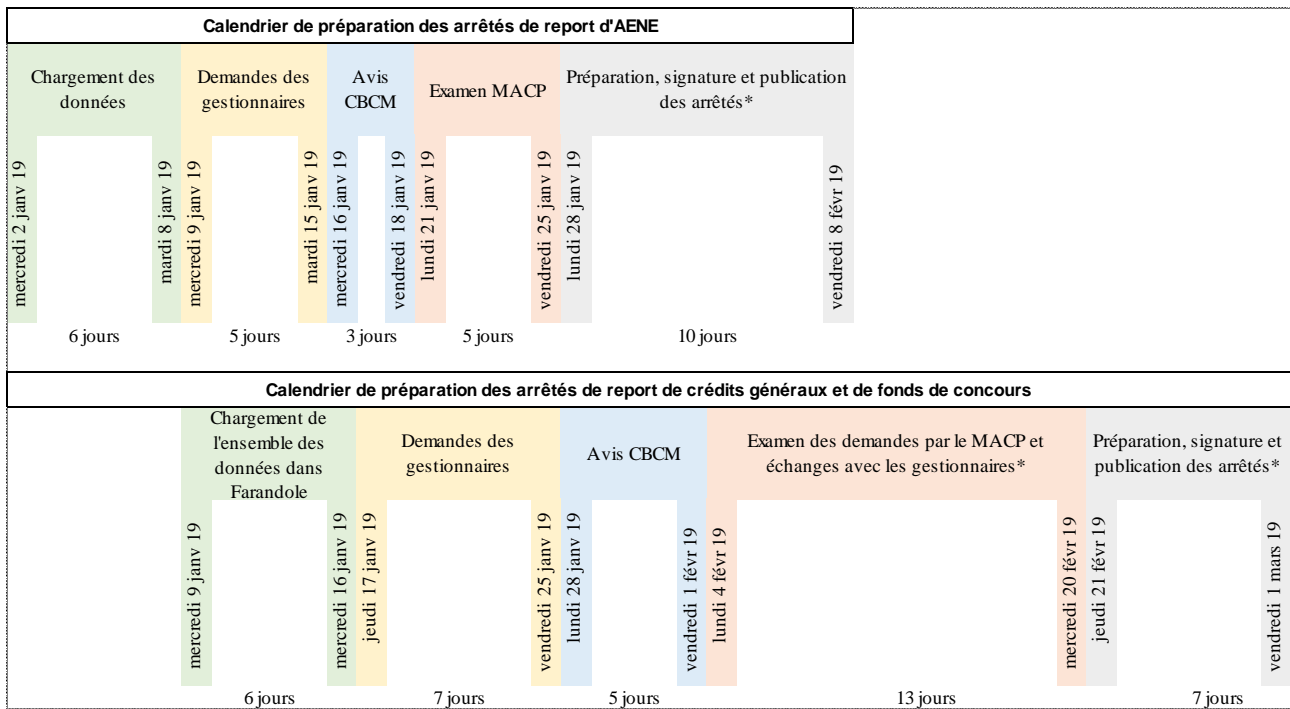 Calendrier de préparation des arrêtés de report d'AENE
Chargement des
données
Demandes des
gestionnaires
Avis
CBCM
Examen MACP
Préparation, signature et publication
des arrêtés*
mercredi 2 janv 19
mardi 8 janv 19
mercredi 9 janv 19
mardi 15 janv 19
mercredi 16 janv 19
vendredi 18 janv 19
lundi 21 janv 19
vendredi 25 janv 19
lundi 28 janv 19
vendredi 8 févr 19
6 jours
5 jours
3 jours
5 jours
10 jours
Calendrier de préparation des arrêtés de report de crédits généraux et de fonds de concours
Chargement de
l'ensemble des
données dans
Farandole
Demandes des
gestionnaires
Avis CBCM
Examen des demandes par le MACP et
échanges avec les gestionnaires*
Préparation, signature et
publication des arrêtés*
mercredi 9 janv 19
mercredi 16 janv 19
jeudi 17 janv 19
vendredi 25 janv 19
lundi 28 janv 19
vendredi 1 févr 19
lundi 4 févr 19
mercredi 20 févr 19
jeudi 21 févr 19
vendredi 1 mars 19
6 jours
7 jours
5 jours
13 jours
7 jours